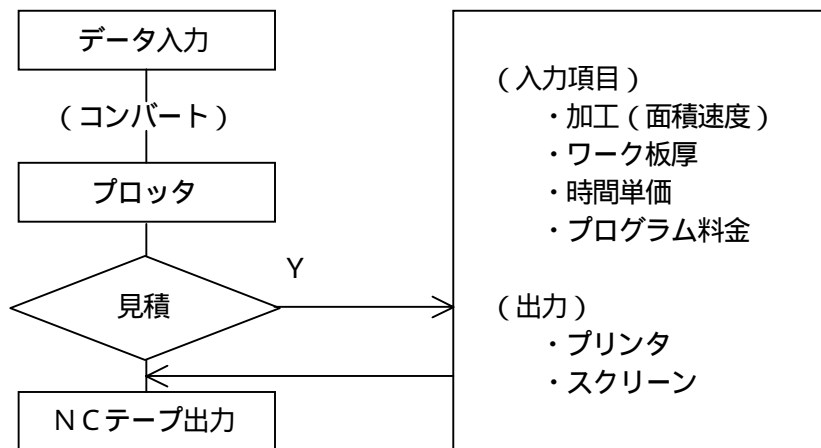 データ入力
（コンバート）
プロッタ
Y
見積
ＮＣテープ出力
（入力項目）
・加工（面積速度）
・ワーク板厚
・時間単価
・プログラム料金
（出力）
・プリンタ
・スクリーン